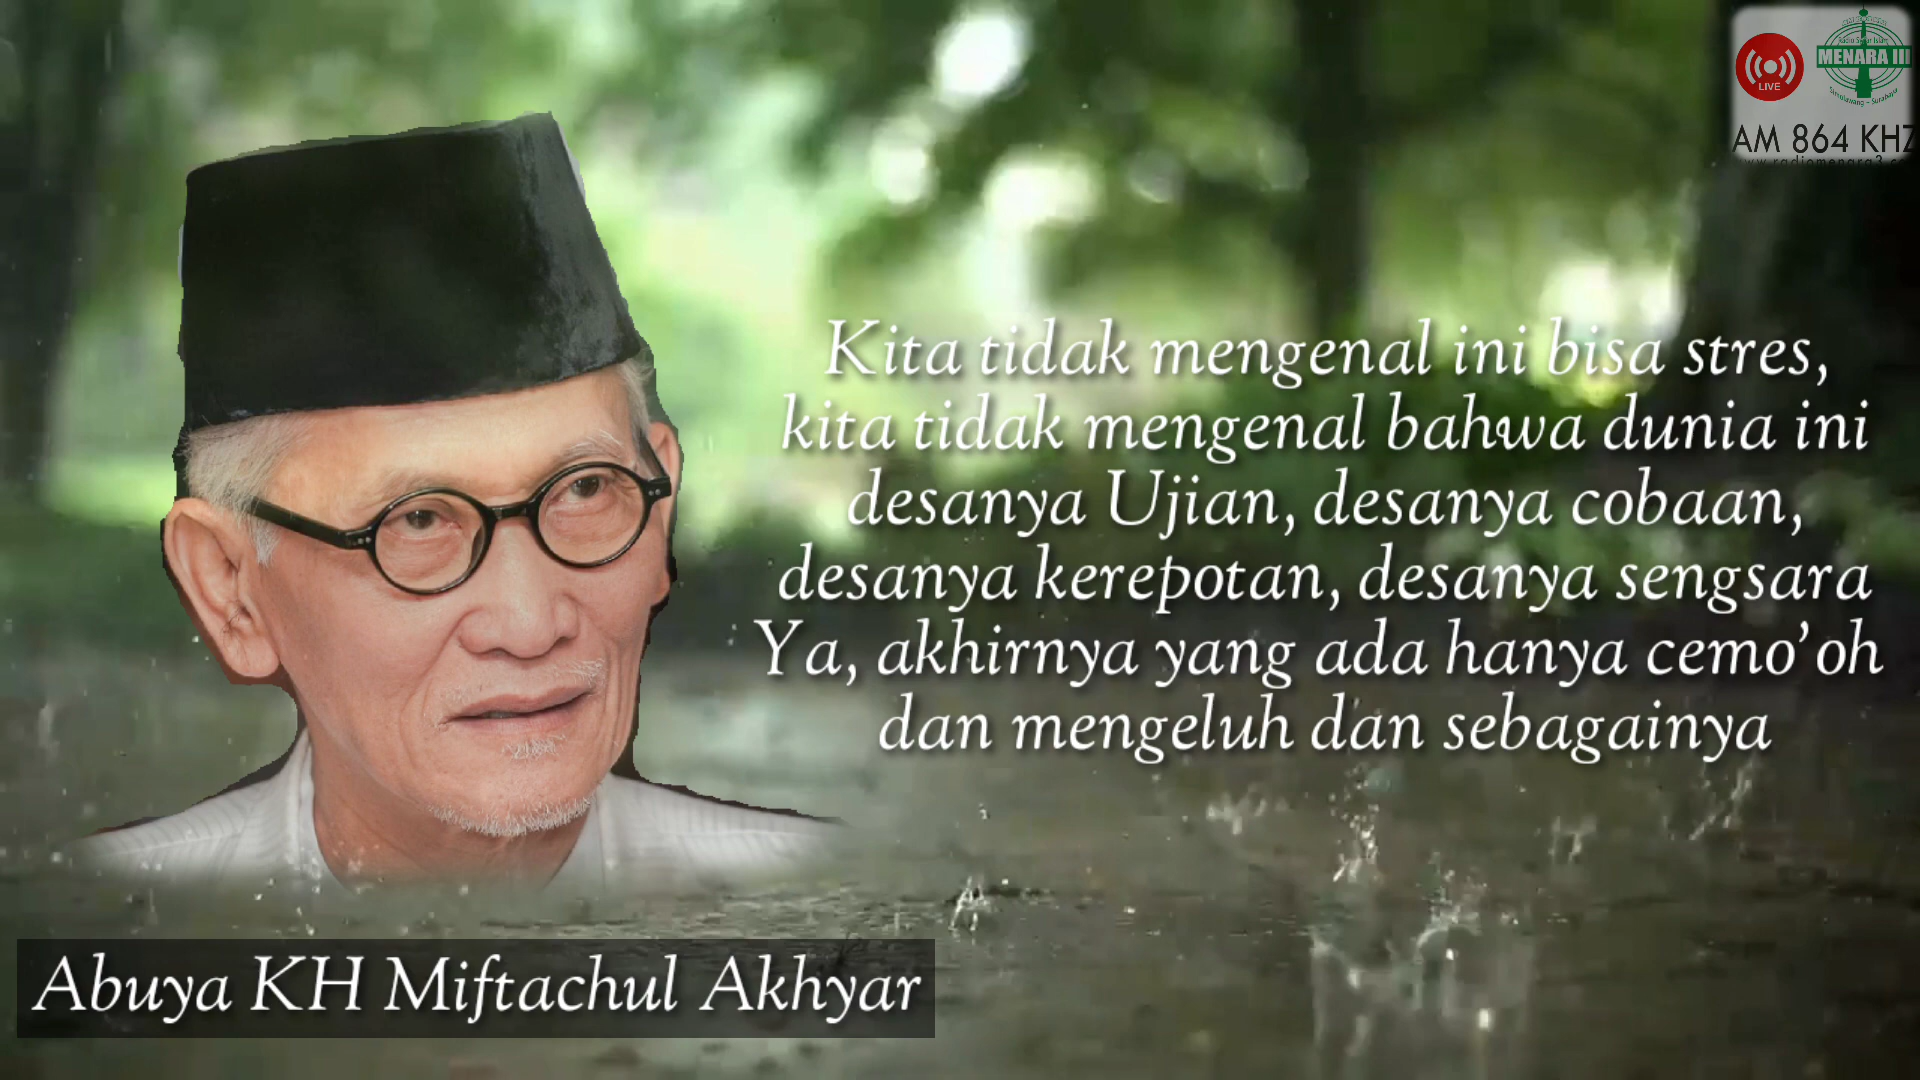 LIVE
MENARA III
AM 864 KHZ
Kita tidak mengenal ini bisa stres,
kita tidak mengenal bahwa dunia ini
desanya Ujian, desanya cobaan,
desanya kerepotan, desanya sengsara
Ya, akhirnya yang ada hanya cemo'oh
dan mengeluh dan sebagainya
Abuya KH Miftachul Akhyar